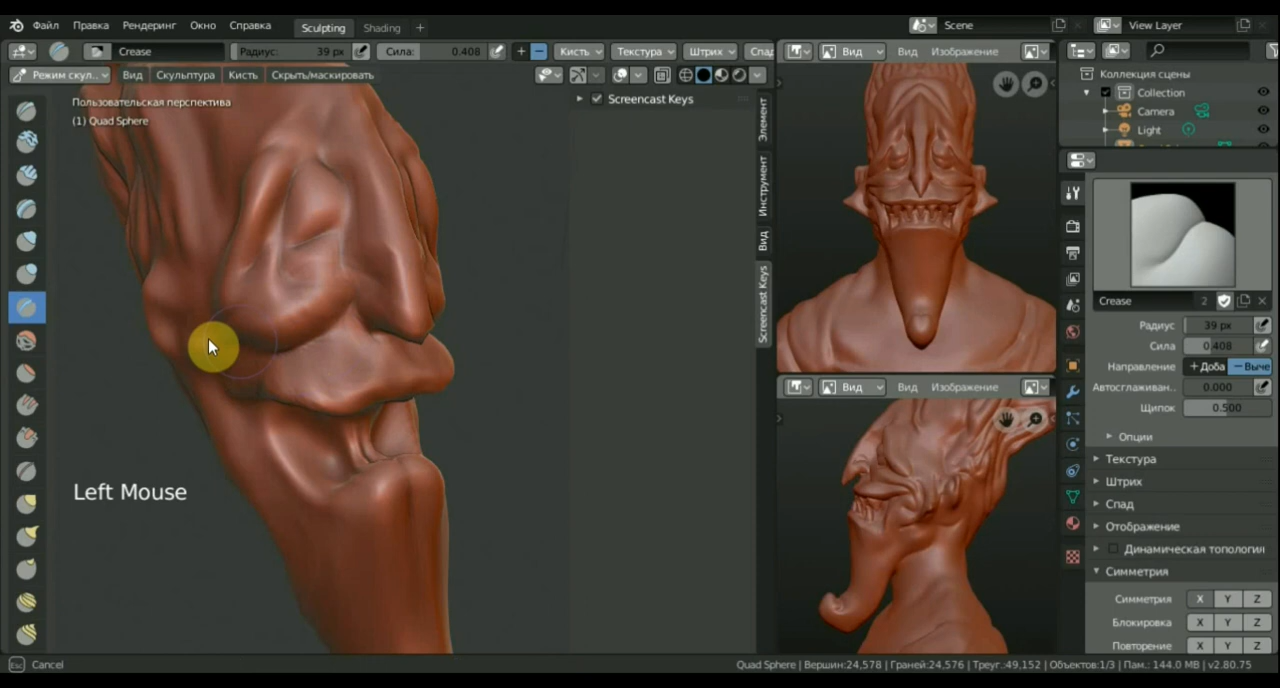 Файл Правка Рендеринг Окно Справка Sculpting Shading + Scene View Layer
Crease Радиус: 39 px Сила: 0.408 Кисть Текстура Штрих Спад Вид Вид Изображение
Режим скул.. Вид Скульптура Кисть Скрыть/маскировать
Пользовательская перспектива
(1) Quad Sphere
Screencast Keys
Элемент
Инструмент
Вид
Screencast Keys
Коллекция сцены
Collection
Camera
Light
Crease 2
Радиус 39 px
Сила 0.408
Направление +Доба −Выче
Автосглаживан.. 0.000
Щипок 0.500
Опции
Текстура
Штрих
Спад
Отображение
Динамическая топологи
Симметрия
Симметрия X Y Z
Блокировка X Y Z
Повторение X Y Z
Вид Вид Изображение
Left Mouse
Esc Cancel
Quad Sphere | Вершин:24,578 | Граней:24,576 | Треуг.:49,152 | Объектов:1/3 | Пам.: 144.0 MB | v2.80.75